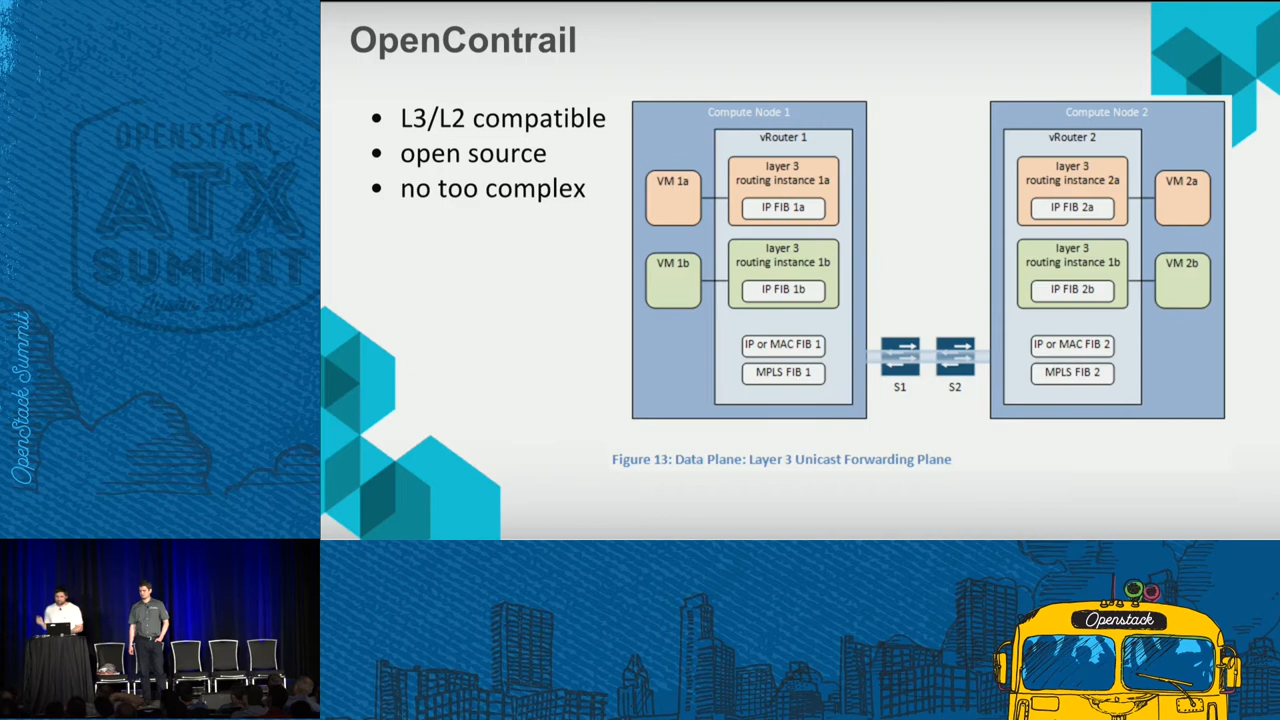 OpenContrail
• L3/L2 compatible
• open source
• no too complex
Compute Node 1
vRouter 1
VM 1a
layer 3
routing instance 1a
IP FIB 1a
VM 1b
layer 3
routing instance 1b
IP FIB 1b
IP or MAC FIB 1
MPLS FIB 1
S1
S2
Compute Node 2
vRouter 2
layer 3
routing instance 2a
IP FIB 2a
VM 2a
layer 3
routing instance 1b
IP FIB 2b
VM 2b
IP or MAC FIB 2
MPLS FIB 2
Figure 13: Data Plane: Layer 3 Unicast Forwarding Plane
OPENSTACK
ATX
SUMMIT
OpenStack Summit
Openstack